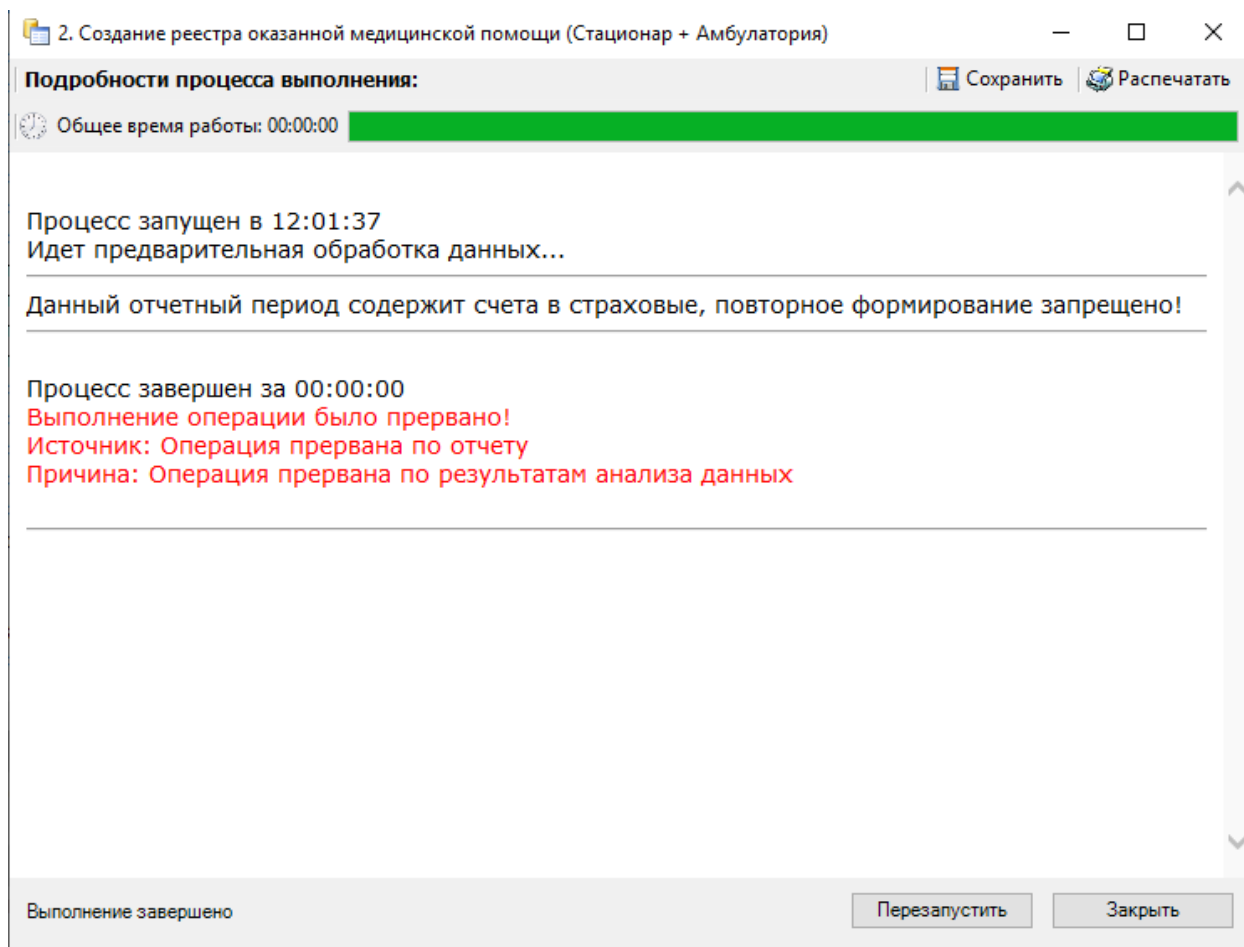 2. Создание реестра оказанной медицинской помощи (Стационар + Амбулатория)
Подробности процесса выполнения:
Сохранить
Распечатать
Общее время работы: 00:00:00
Процесс запущен в 12:01:37
Идет предварительная обработка данных...
Данный отчетный период содержит счета в страховые, повторное формирование запрещено!
Процесс завершен за 00:00:00
Выполнение операции было прервано!
Источник: Операция прервана по отчету
Причина: Операция прервана по результатам анализа данных
Выполнение завершено
Перезапустить
Закрыть